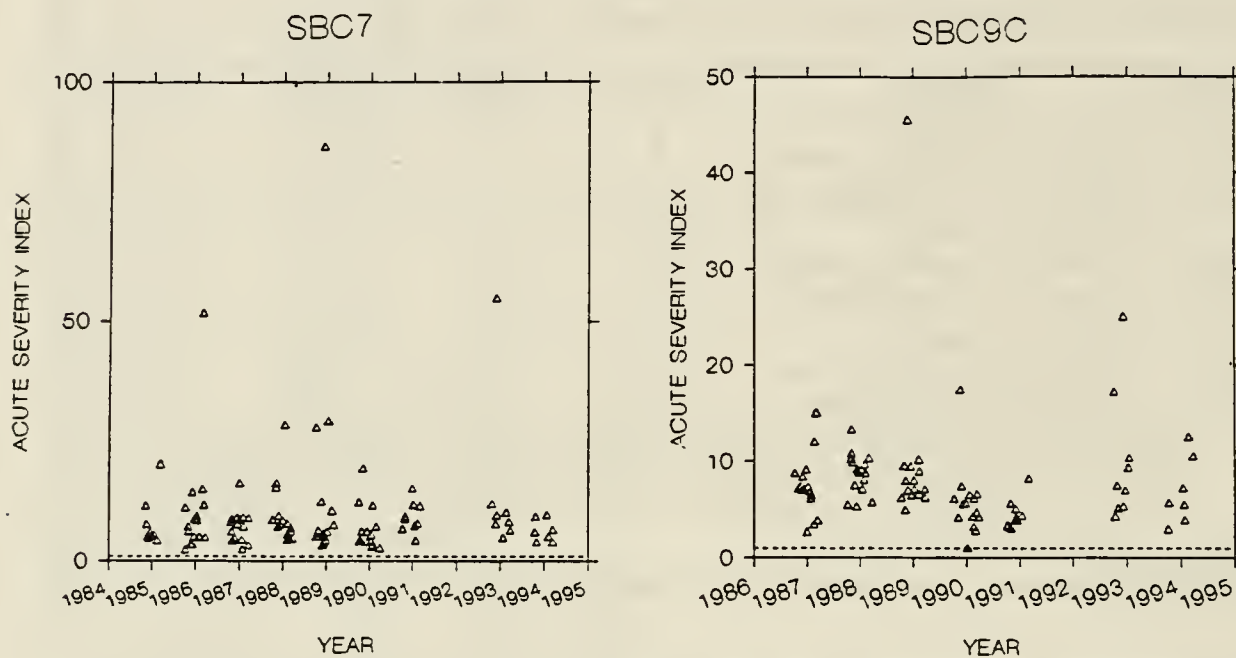 SBC7
100
50
0
ACUTE SEVERITY INDEX
1984 1985 1986 1987 1988 1989 1990 1991 1992 1993 1994 1995
YEAR
SBC9C
50
40
30
20
10
0
ACUTE SEVERITY INDEX
1986 1987 1988 1989 1990 1991 1992 1993 1994 1995
YEAR